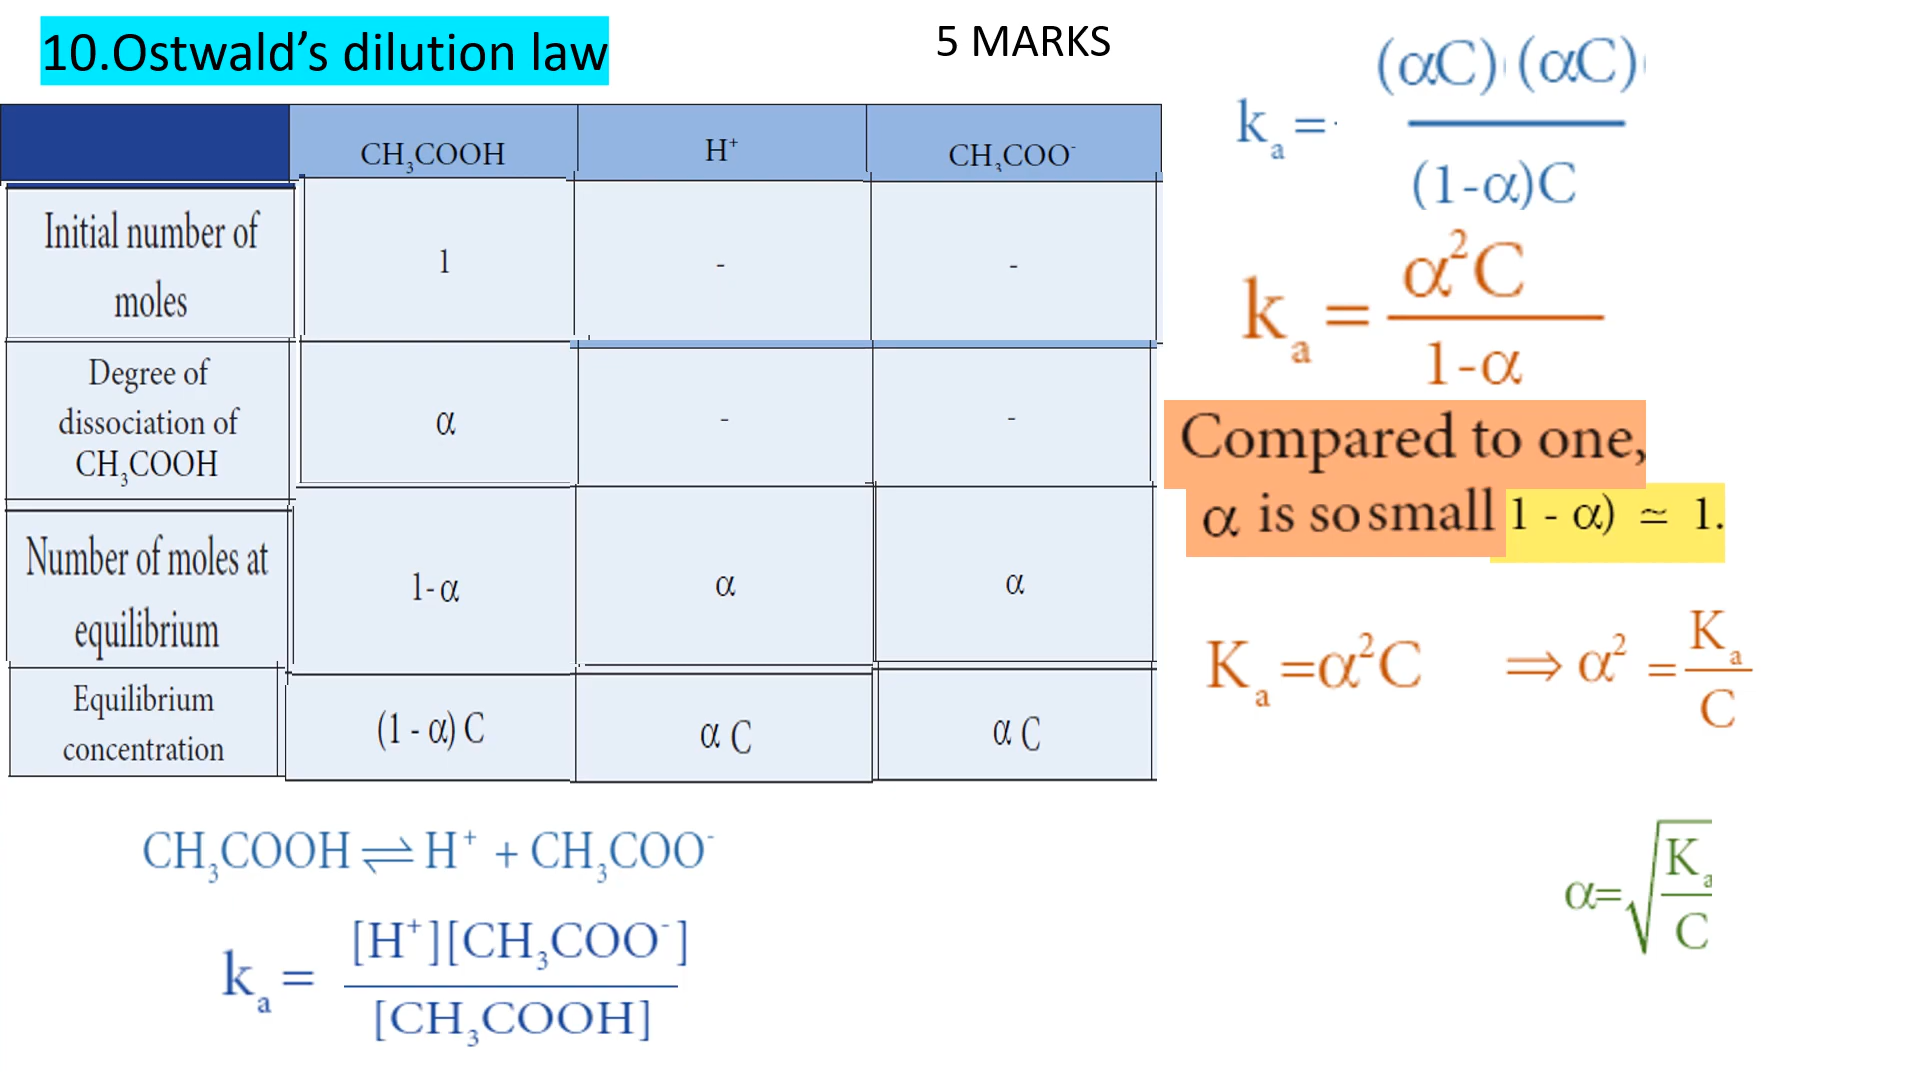 10.Ostwald’s dilution law
5 MARKS
CH₃COOH H⁺ CH₃COO⁻
Initial number of
moles
1 - -
Degree of
dissociation of
CH₃COOH
α - -
Number of moles at
equilibrium
1-α α α
Equilibrium
concentration
(1 - α) C α C α C
CH₃COOH ⇌ H⁺ + CH₃COO⁻
kₐ = [H⁺][CH₃COO⁻] / [CH₃COOH]
kₐ = (αC) (αC) / (1-α)C
kₐ = α²C / 1-α
Compared to one,
α is so small 1 - α) ≃ 1.
Kₐ =α²C ⇒ α² = Kₐ / C
α=√Kₐ / C